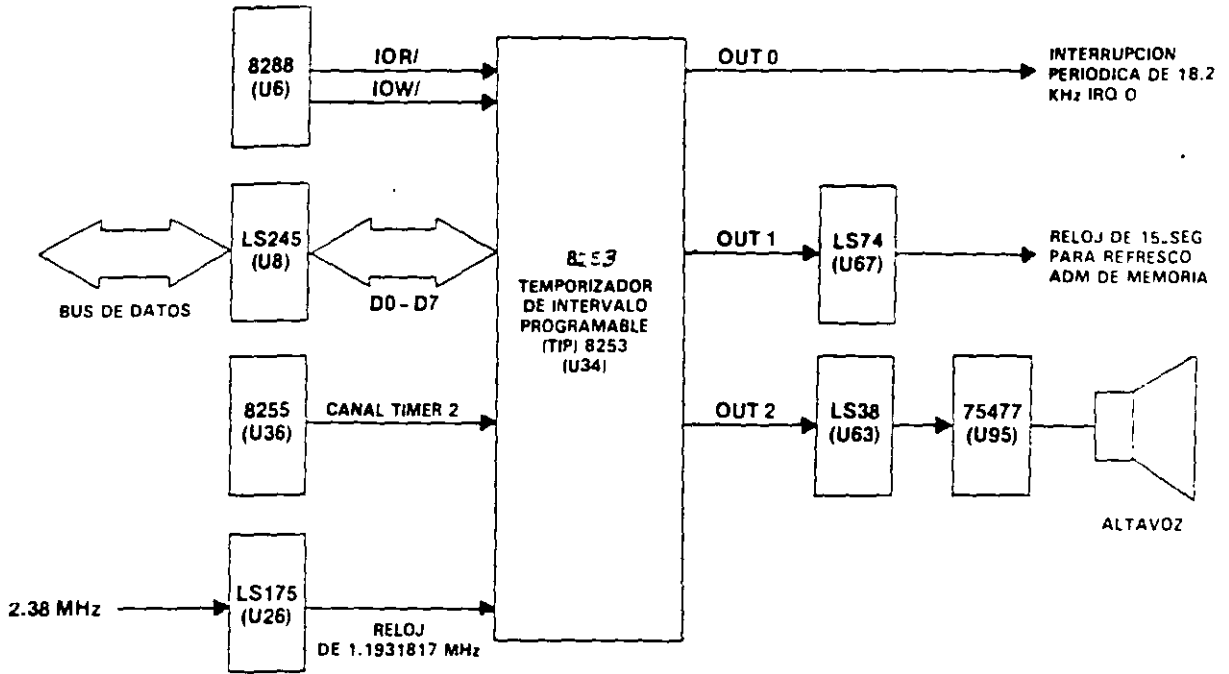 8288
(U6)
IOR/
IOW/
OUT 0
INTERRUPCION
PERIODICA DE 18.2
KHz IRQ 0
LS245
(U8)
BUS DE DATOS
D0 - D7
8253
TEMPORIZADOR
DE INTERVALO
PROGRAMABLE
(TIP) 8253
(U34)
OUT 1
LS74
(U67)
RELOJ DE 15 SEG
PARA REFRESCO
ADM DE MEMORIA
8255
(U36)
CANAL TIMER 2
OUT 2
LS38
(U63)
75477
(U95)
ALTAVOZ
2.38 MHz
LS175
(U26)
RELOJ
DE 1.1931817 MHz